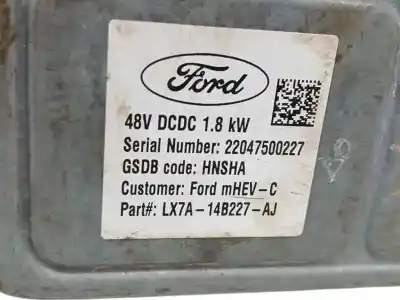 Ford
48V DCDC 1.8 kW
Serial Number: 22047500227
GSDB code: HNSHA
Customer: Ford mHEV-C
Part#: LX7A-14B227-AJ